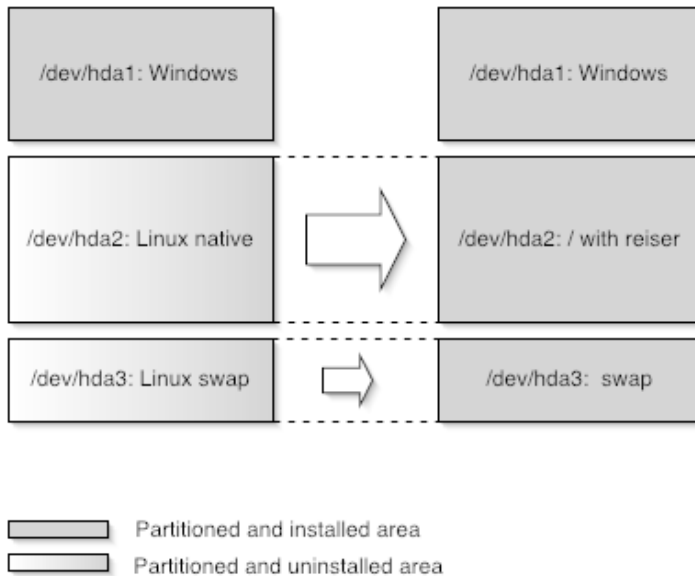 /dev/hda1: Windows
/dev/hda1: Windows
/dev/hda2: Linux native
/dev/hda2: / with reiser
/dev/hda3: Linux swap
/dev/hda3: swap
Partitioned and installed area
Partitioned and uninstalled area